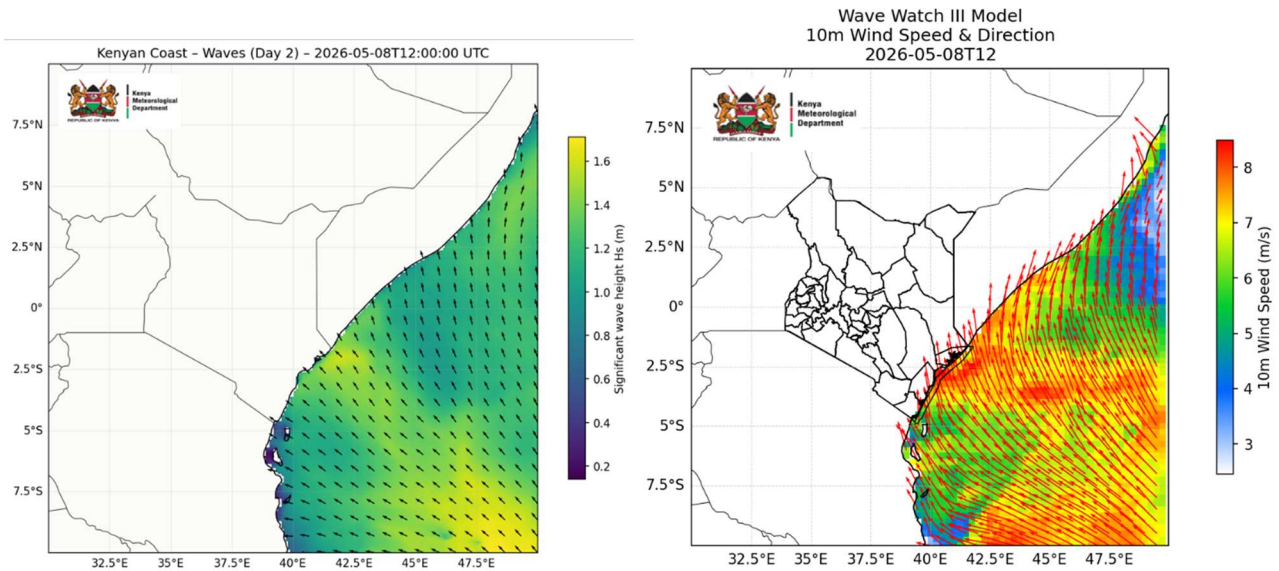 Kenyan Coast – Waves (Day 2) – 2026-05-08T12:00:00 UTC
Kenya
Meteorological
Department
REPUBLIC OF KENYA
7.5°N
5°N
2.5°N
0°
2.5°S
5°S
7.5°S
32.5°E 35°E 37.5°E 40°E 42.5°E 45°E 47.5°E
1.6
1.4
1.2
1.0
0.8
0.6
0.4
0.2
Significant wave height Hs (m)
Wave Watch III Model
10m Wind Speed & Direction
2026-05-08T12
Kenya
Meteorological
Department
REPUBLIC OF KENYA
7.5°N
5°N
2.5°N
0°
2.5°S
5°S
7.5°S
32.5°E 35°E 37.5°E 40°E 42.5°E 45°E 47.5°E
8
7
6
5
4
3
10m Wind Speed (m/s)